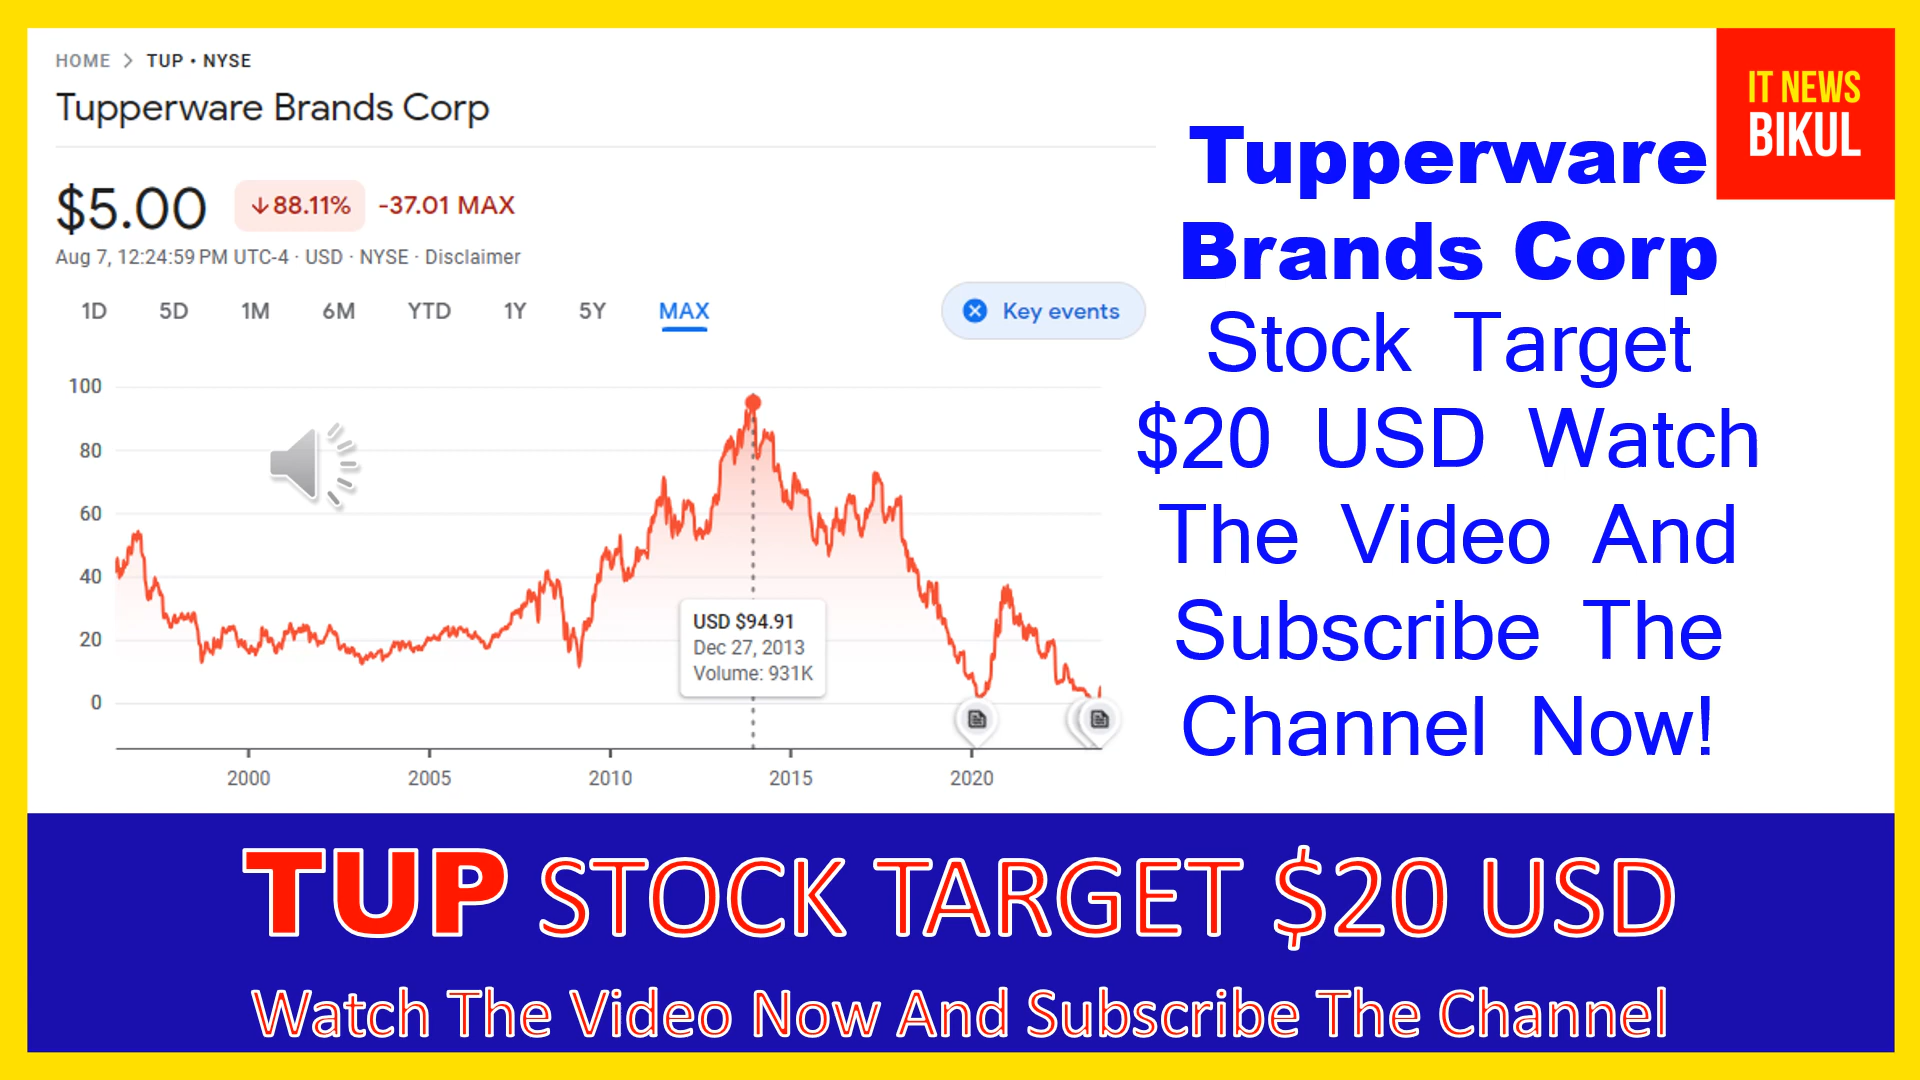 HOME > TUP • NYSE
Tupperware Brands Corp
$5.00 ↓88.11% -37.01 MAX
Aug 7, 12:24:59 PM UTC-4 · USD · NYSE · Disclaimer
1D 5D 1M 6M YTD 1Y 5Y MAX
Key events
100
80
60
40
20
0
USD $94.91
Dec 27, 2013
Volume: 931K
2000 2005 2010 2015 2020
IT NEWS
BIKUL
Tupperware
Brands Corp
Stock Target
$20 USD Watch
The Video And
Subscribe The
Channel Now!
TUP STOCK TARGET $20 USD
Watch The Video Now And Subscribe The Channel